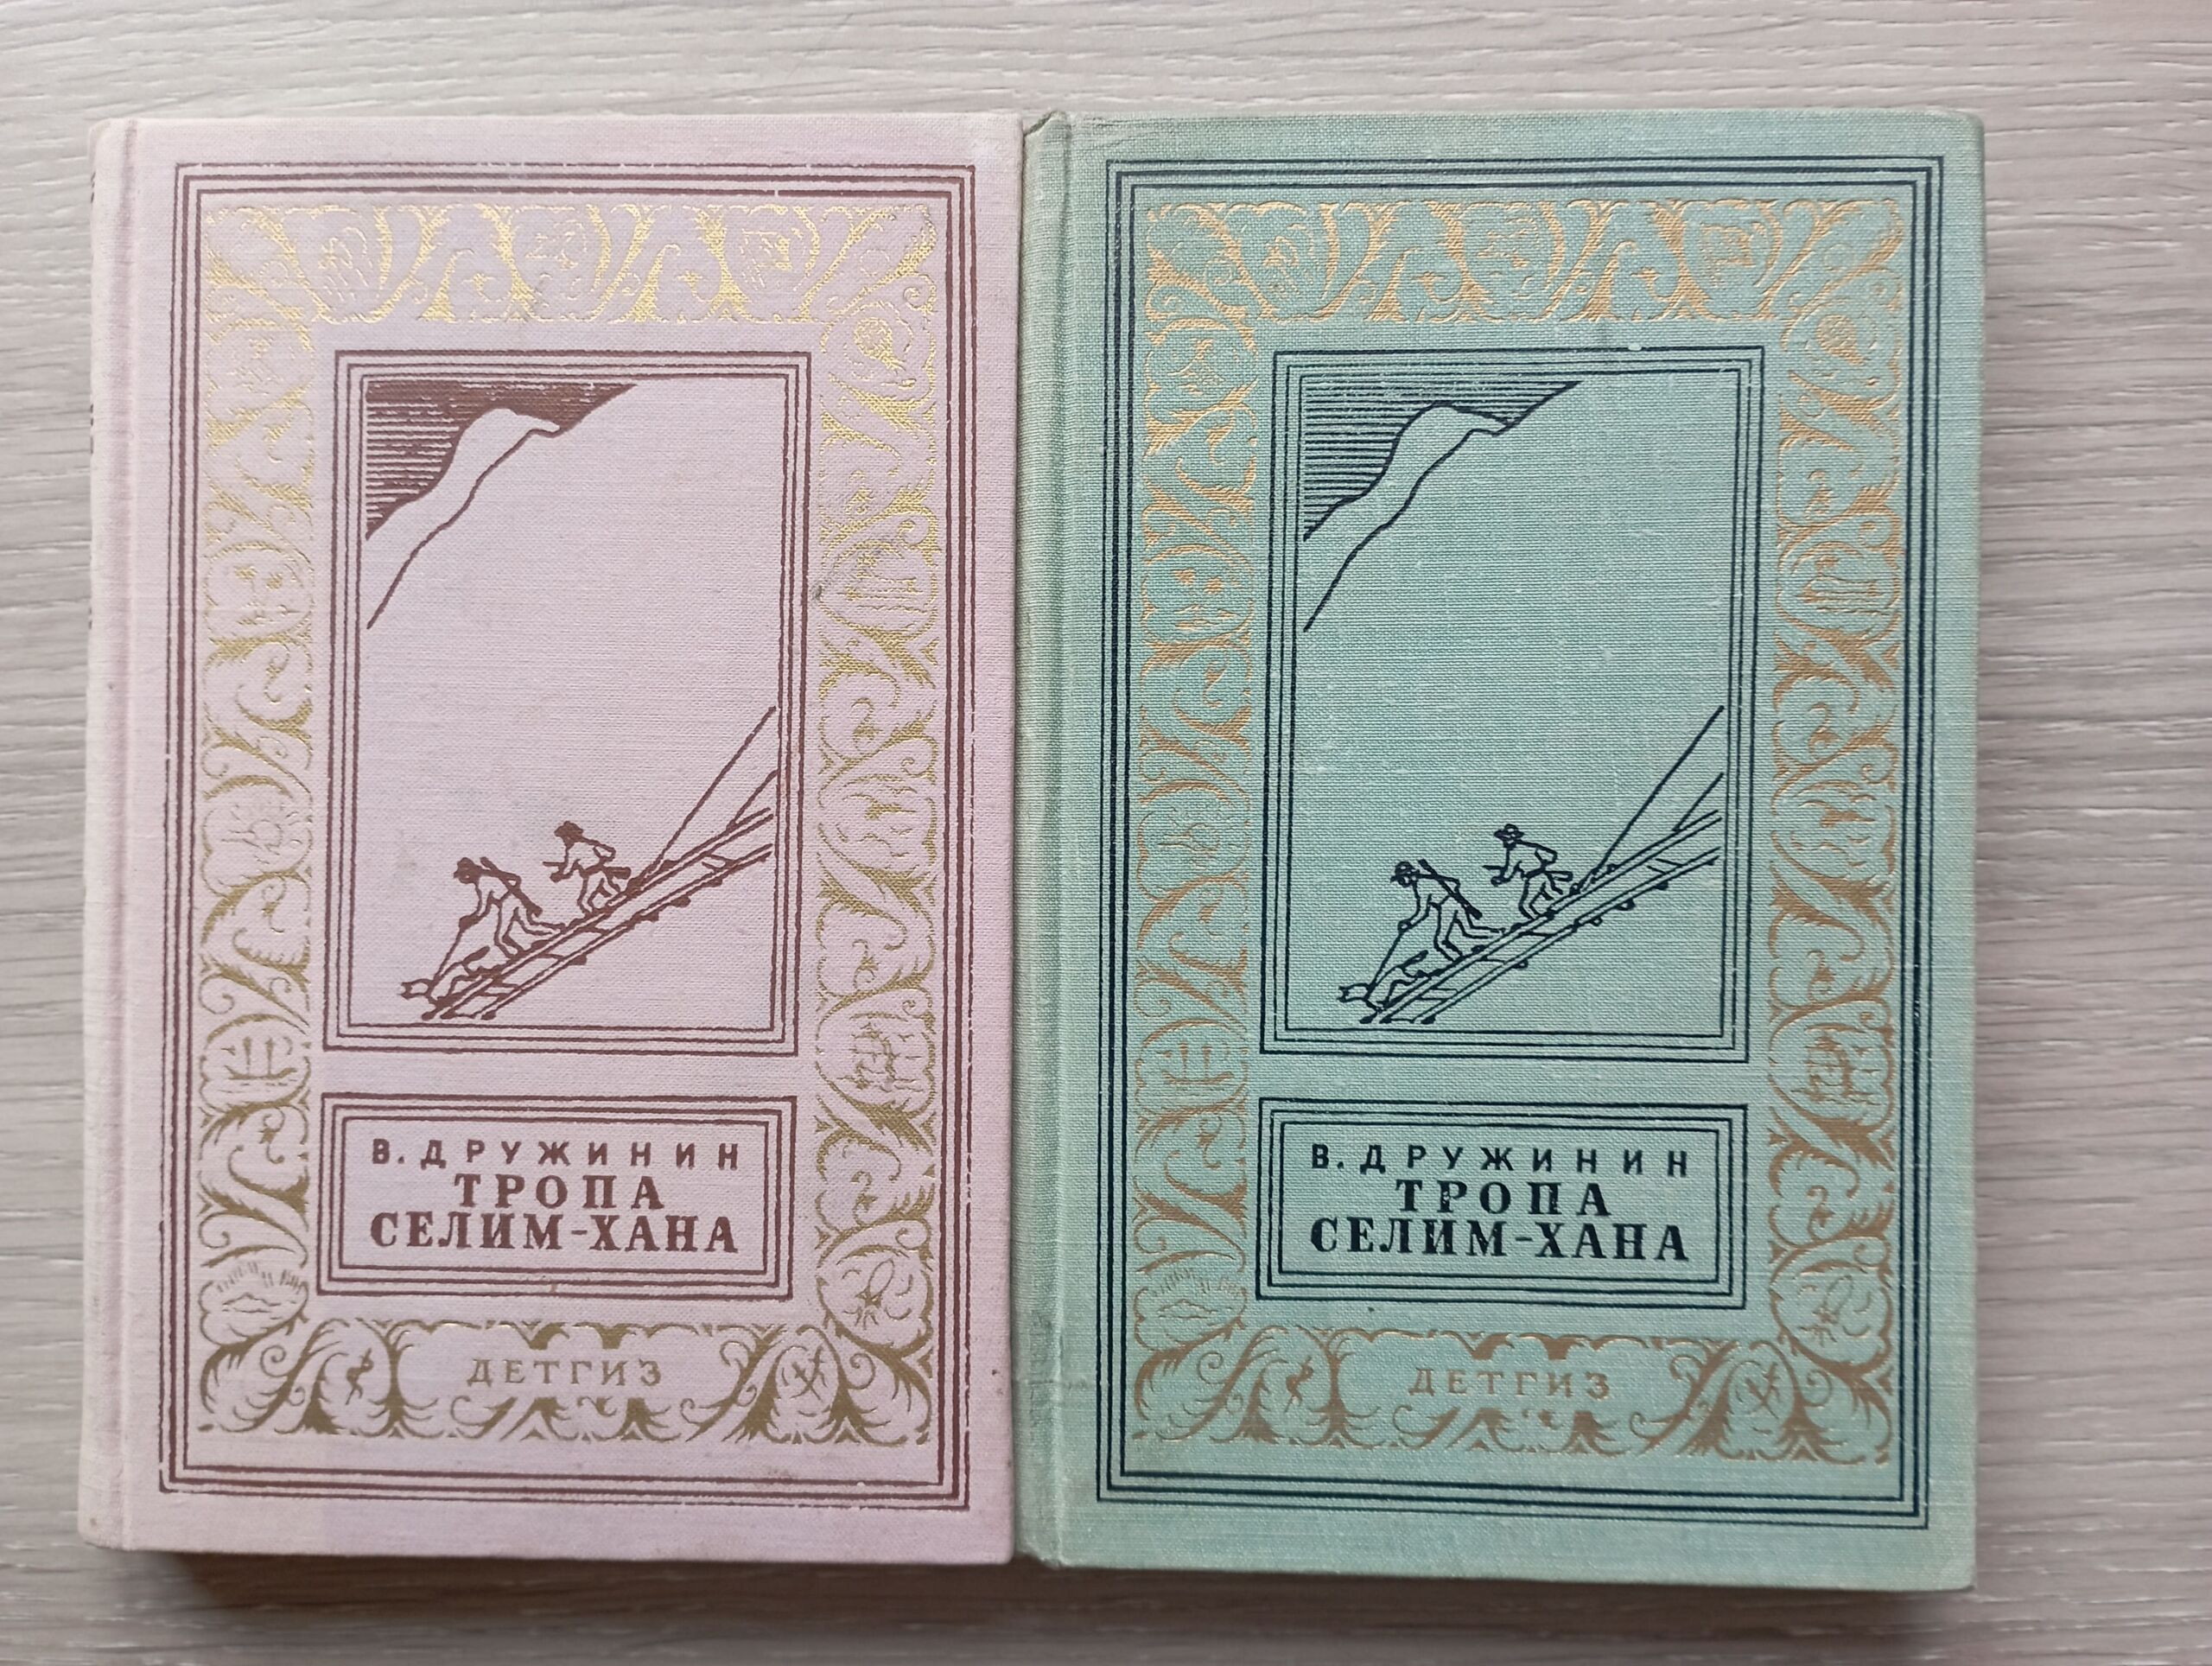 В. ДРУЖИНИН
ТРОПА
СЕЛИМ-ХАНА
ДЕТГИЗ
В. ДРУЖИНИН
ТРОПА
СЕЛИМ-ХАНА
ДЕТГИЗ